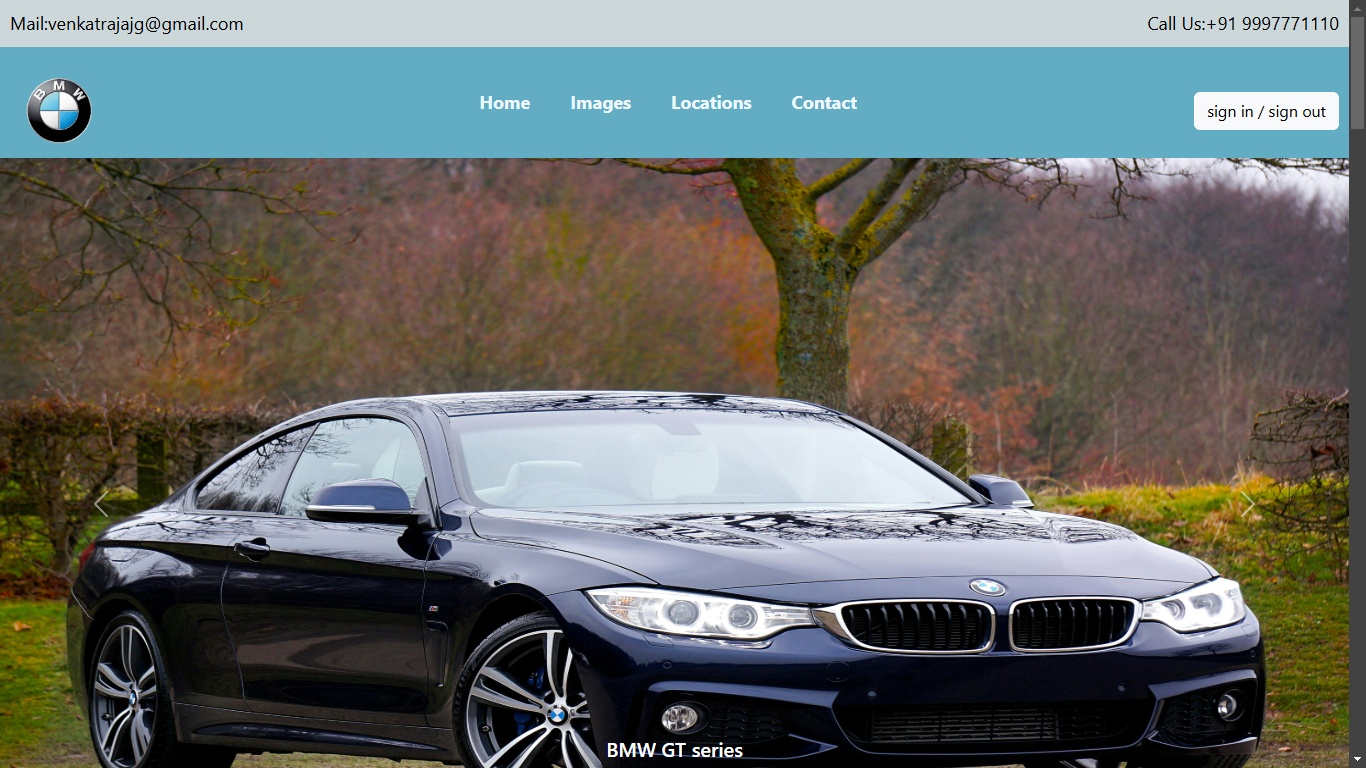 Mail:venkatrajajg@gmail.com
Call Us:+91 9997771110
BMW
Home
Images
Locations
Contact
sign in / sign out
BMW GT series